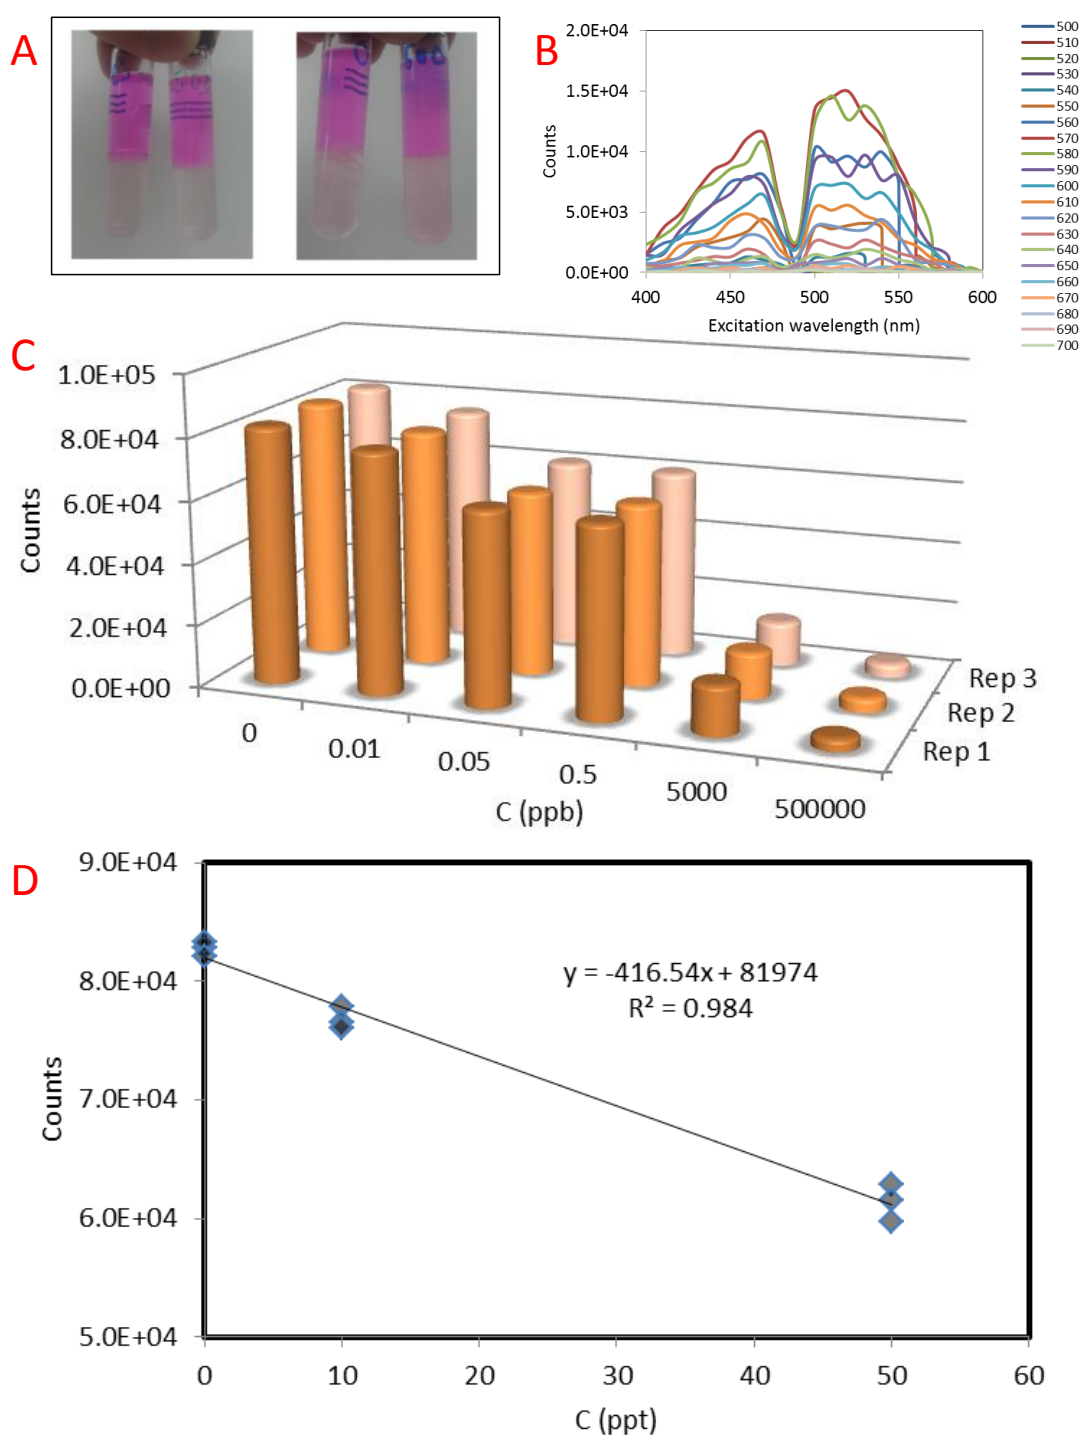 A
B
2.0E+04
1.5E+04
1.0E+04
5.0E+03
0.0E+00
Counts
400
450
500
550
600
Excitation wavelength (nm)
500
510
520
530
540
550
560
570
580
590
600
610
620
630
640
650
660
670
680
690
700
C
1.0E+05
8.0E+04
6.0E+04
4.0E+04
2.0E+04
0.0E+00
Counts
0
0.01
0.05
0.5
5000
500000
C (ppb)
Rep 3
Rep 2
Rep 1
D
9.0E+04
8.0E+04
7.0E+04
6.0E+04
5.0E+04
Counts
y = -416.54x + 81974
R² = 0.984
0
10
20
30
40
50
60
C (ppt)